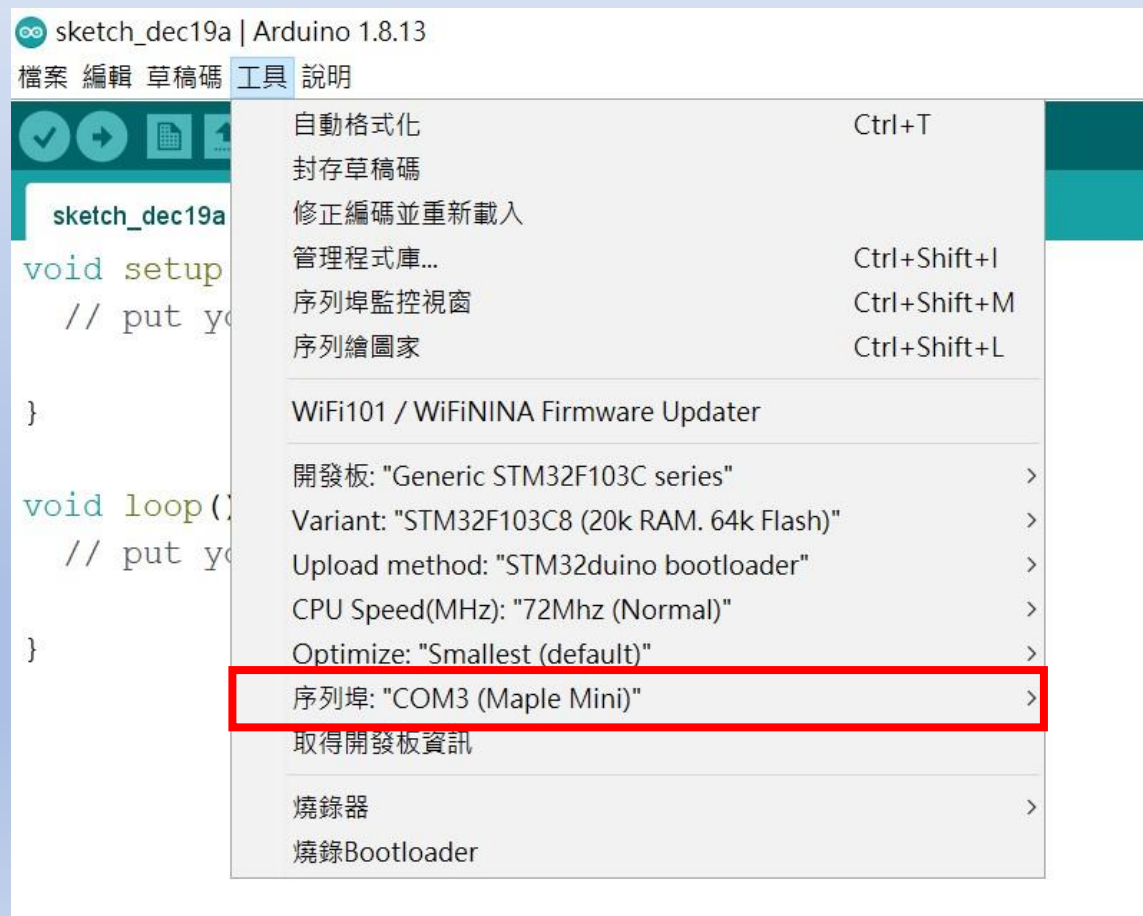 sketch_dec19a | Arduino 1.8.13
檔案 編輯 草稿碼 工具 說明
自動格式化 Ctrl+T
封存草稿碼
sketch_dec19a 修正編碼並重新載入
void setup 管理程式庫... Ctrl+Shift+I
// put yo 序列埠監控視窗 Ctrl+Shift+M
序列繪圖家 Ctrl+Shift+L
} WiFi101 / WiFiNINA Firmware Updater
開發板: "Generic STM32F103C series"
void loop() Variant: "STM32F103C8 (20k RAM. 64k Flash)"
// put yo Upload method: "STM32duino bootloader"
CPU Speed(MHz): "72Mhz (Normal)"
} Optimize: "Smallest (default)"
序列埠: "COM3 (Maple Mini)"
取得開發板資訊
燒錄器
燒錄Bootloader